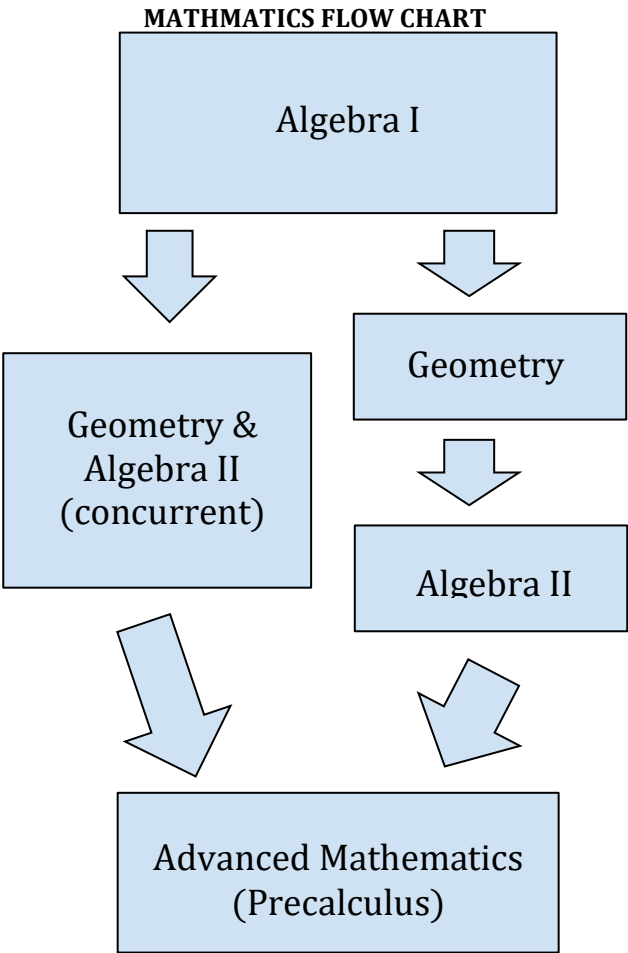 MATHMATICS FLOW CHART
Algebra I
Geometry
Geometry &
Algebra II
(concurrent)
Algebra II
Advanced Mathematics
(Precalculus)